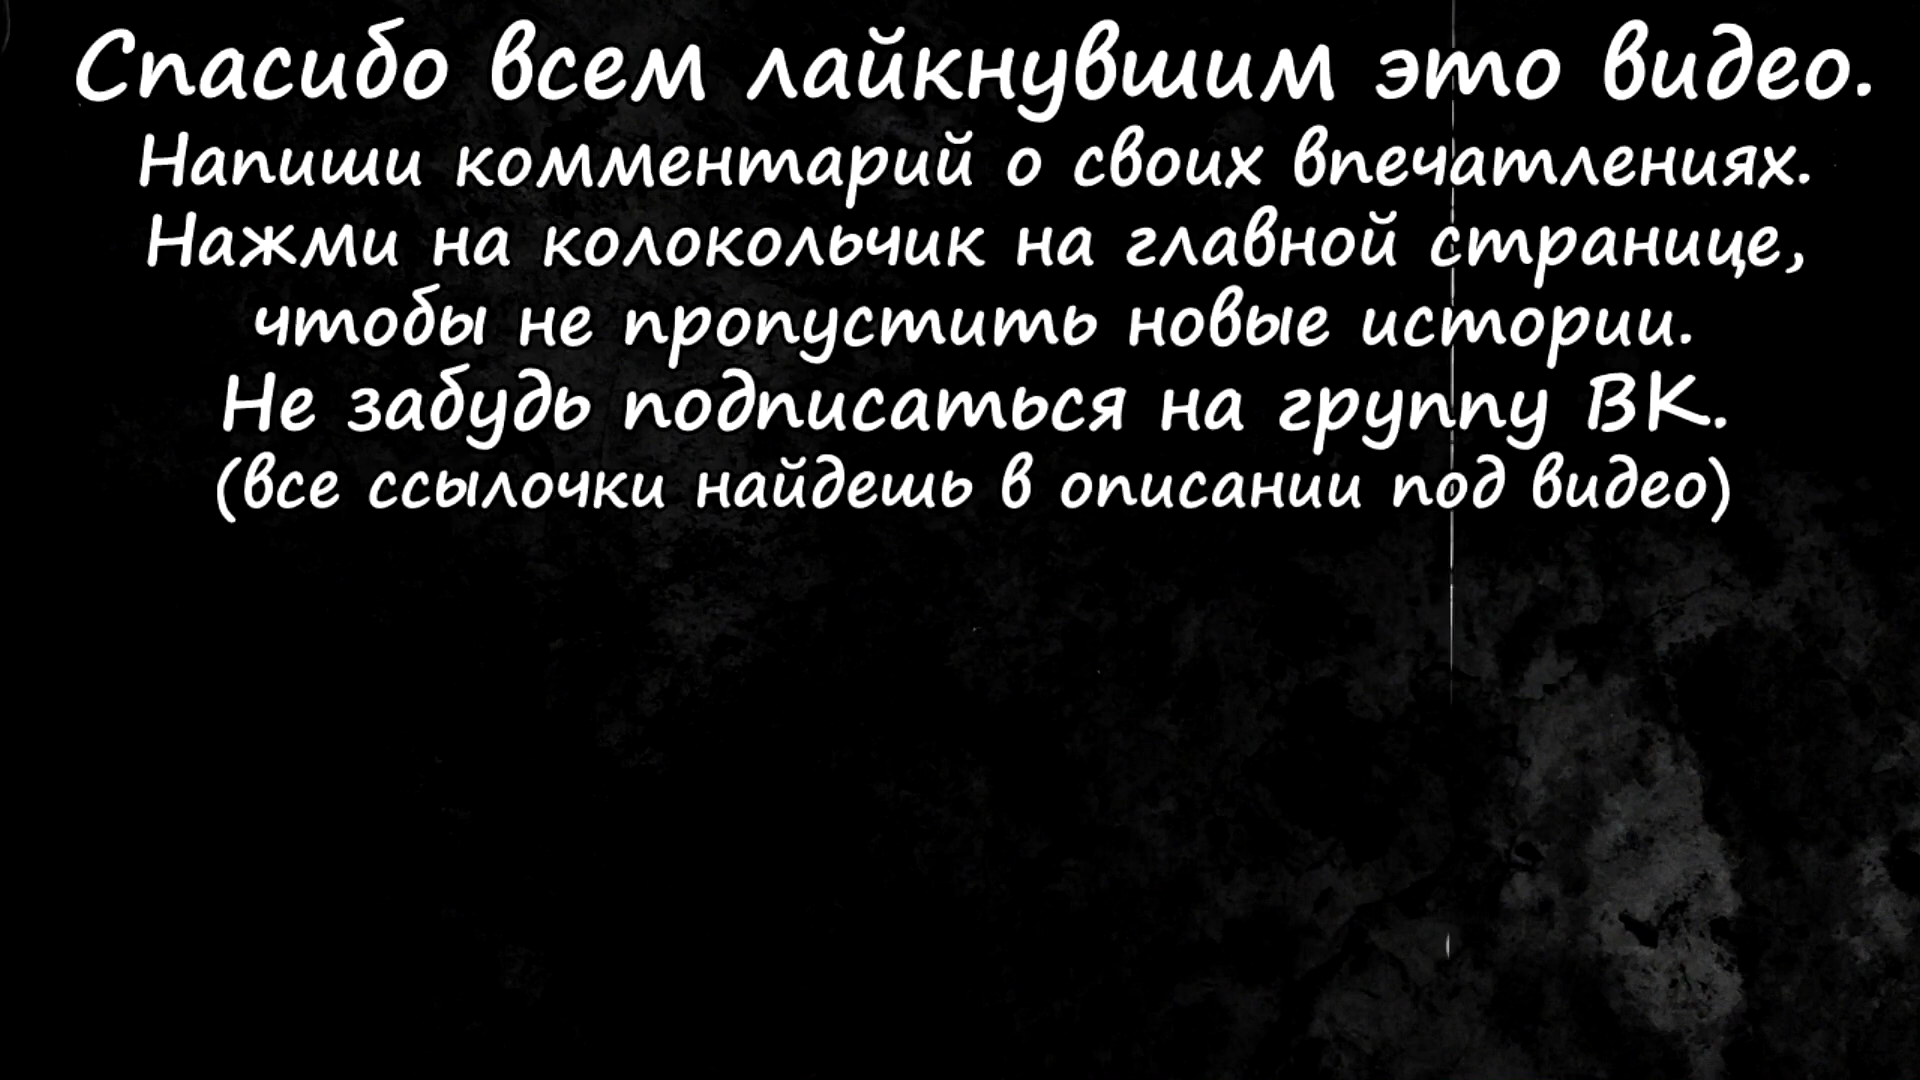 Спасибо всем лайкнувшим это видео.
Напиши комментарий о своих впечатлениях.
Нажми на колокольчик на главной странице,
чтобы не пропустить новые истории.
Не забудь подписаться на группу ВК.
(все ссылочки найдешь в описании под видео)